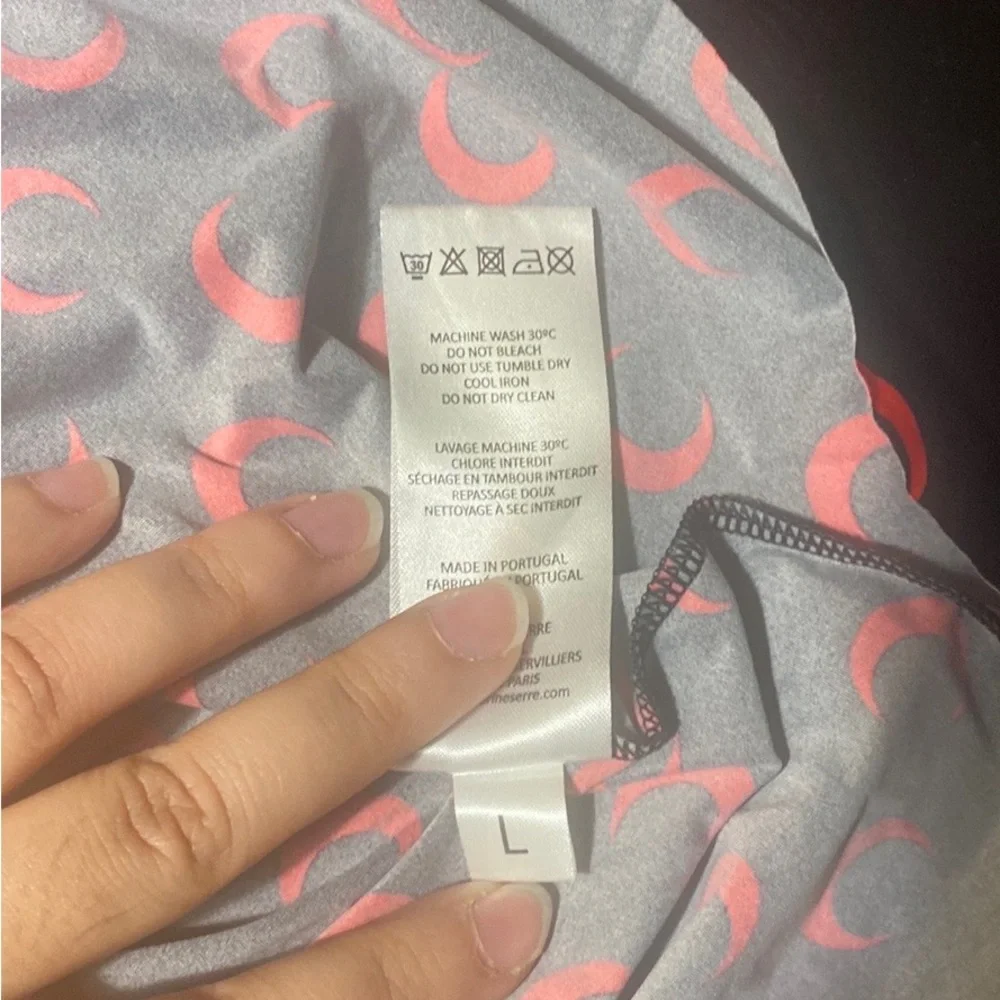 30
MACHINE WASH 30ºC
DO NOT BLEACH
DO NOT USE TUMBLE DRY
COOL IRON
DO NOT DRY CLEAN
LAVAGE MACHINE 30ºC
CHLORE INTERDIT
SÉCHAGE EN TAMBOUR INTERDIT
REPASSAGE DOUX
NETTOYAGE À SEC INTERDIT
MADE IN PORTUGAL
PORTUGAL
PARIS
L